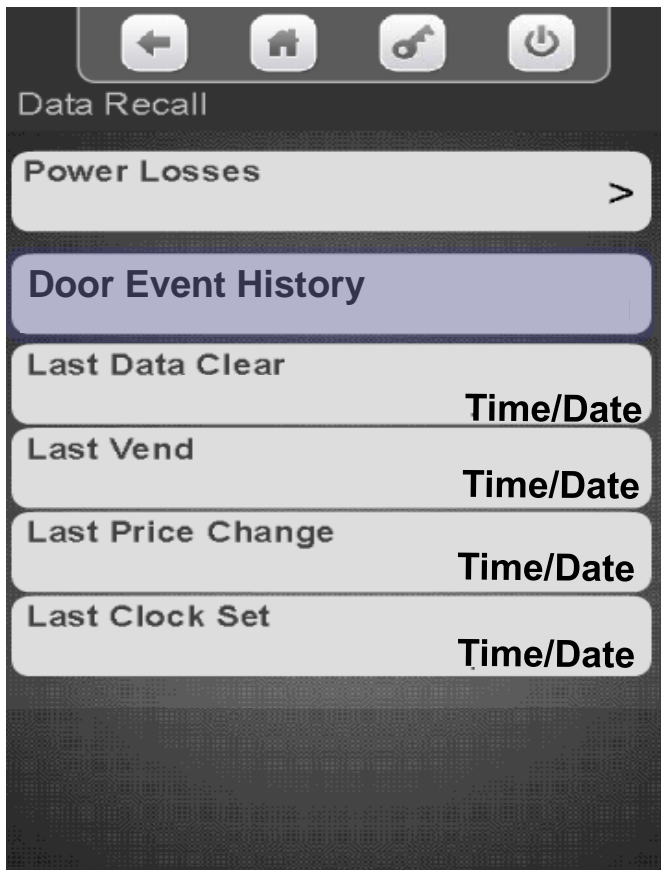 Data Recall
Power Losses
>
Door Event History
Last Data Clear
Time/Date
Last Vend
Time/Date
Last Price Change
Time/Date
Last Clock Set
Time/Date